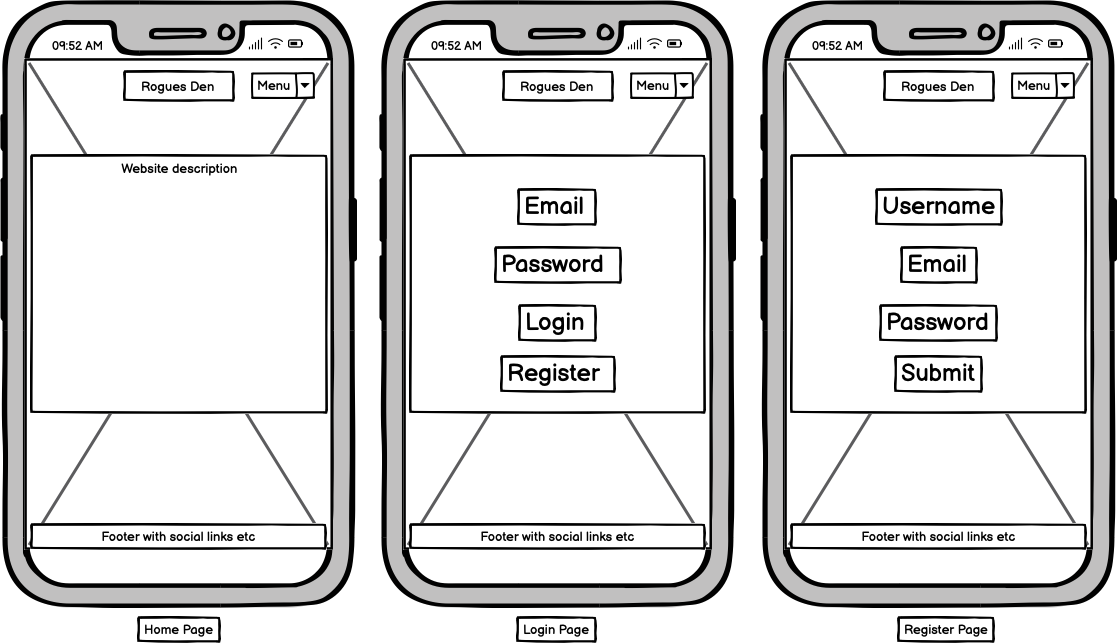 09:52 AM
Rogues Den
Menu
Website description
Footer with social links etc
Home Page
09:52 AM
Rogues Den
Menu
Email
Password
Login
Register
Footer with social links etc
Login Page
09:52 AM
Rogues Den
Menu
Username
Email
Password
Submit
Footer with social links etc
Register Page